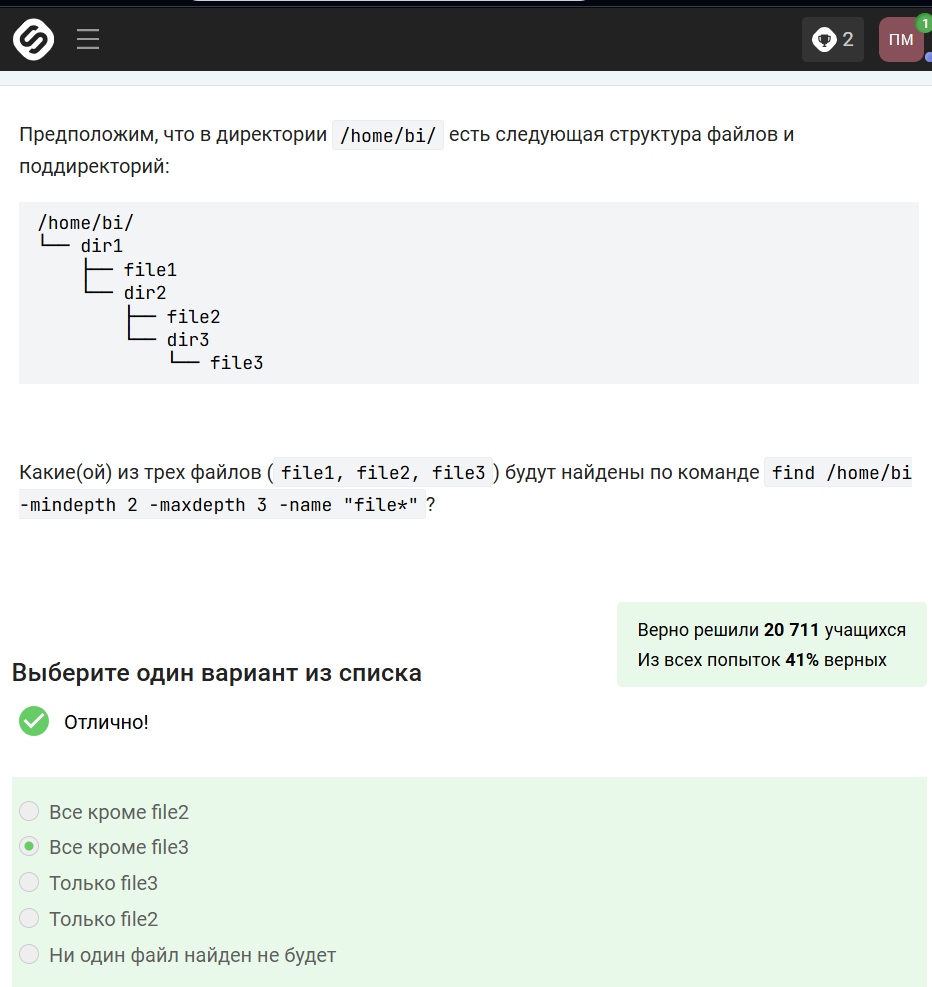 2
ПМ
1
Предположим, что в директории /home/bi/ есть следующая структура файлов и
поддиректорий:
/home/bi/
└── dir1
    ├── file1
    └── dir2
        ├── file2
        └── dir3
            └── file3
Какие(ой) из трех файлов ( file1, file2, file3 ) будут найдены по команде find /home/bi
-mindepth 2 -maxdepth 3 -name "file*" ?
Верно решили 20 711 учащихся
Из всех попыток 41% верных
Выберите один вариант из списка
Отлично!
Все кроме file2
Все кроме file3
Только file3
Только file2
Ни один файл найден не будет